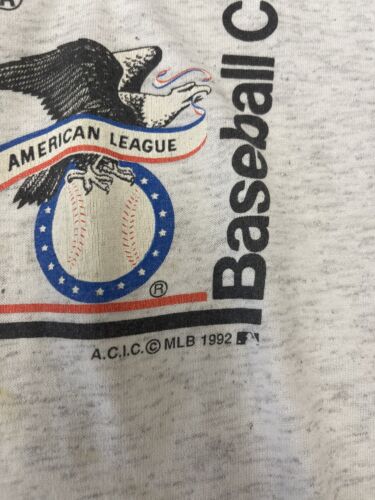 AMERICAN LEAGUE
®
Baseball C
A.C.I.C.© MLB 1992